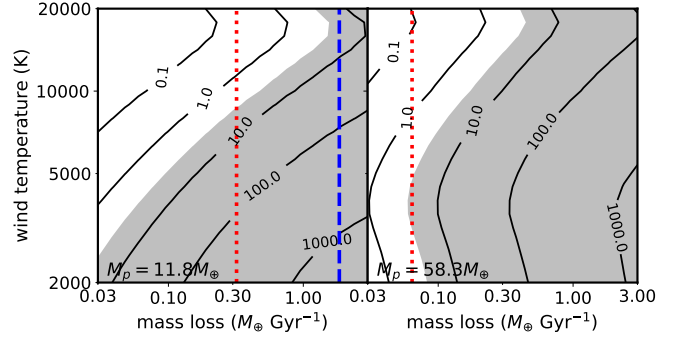 20000
10000
5000
2000
wind temperature (K)
0.1
1.0
10.0
100.0
1000.0
M_p = 11.8M_⊕
0.03 0.10 0.30 1.00
mass loss (M_⊕ Gyr⁻¹)
0.1
1.0
10.0
100.0
1000.0
M_p = 58.3M_⊕
0.03 0.10 0.30 1.00 3.00
mass loss (M_⊕ Gyr⁻¹)